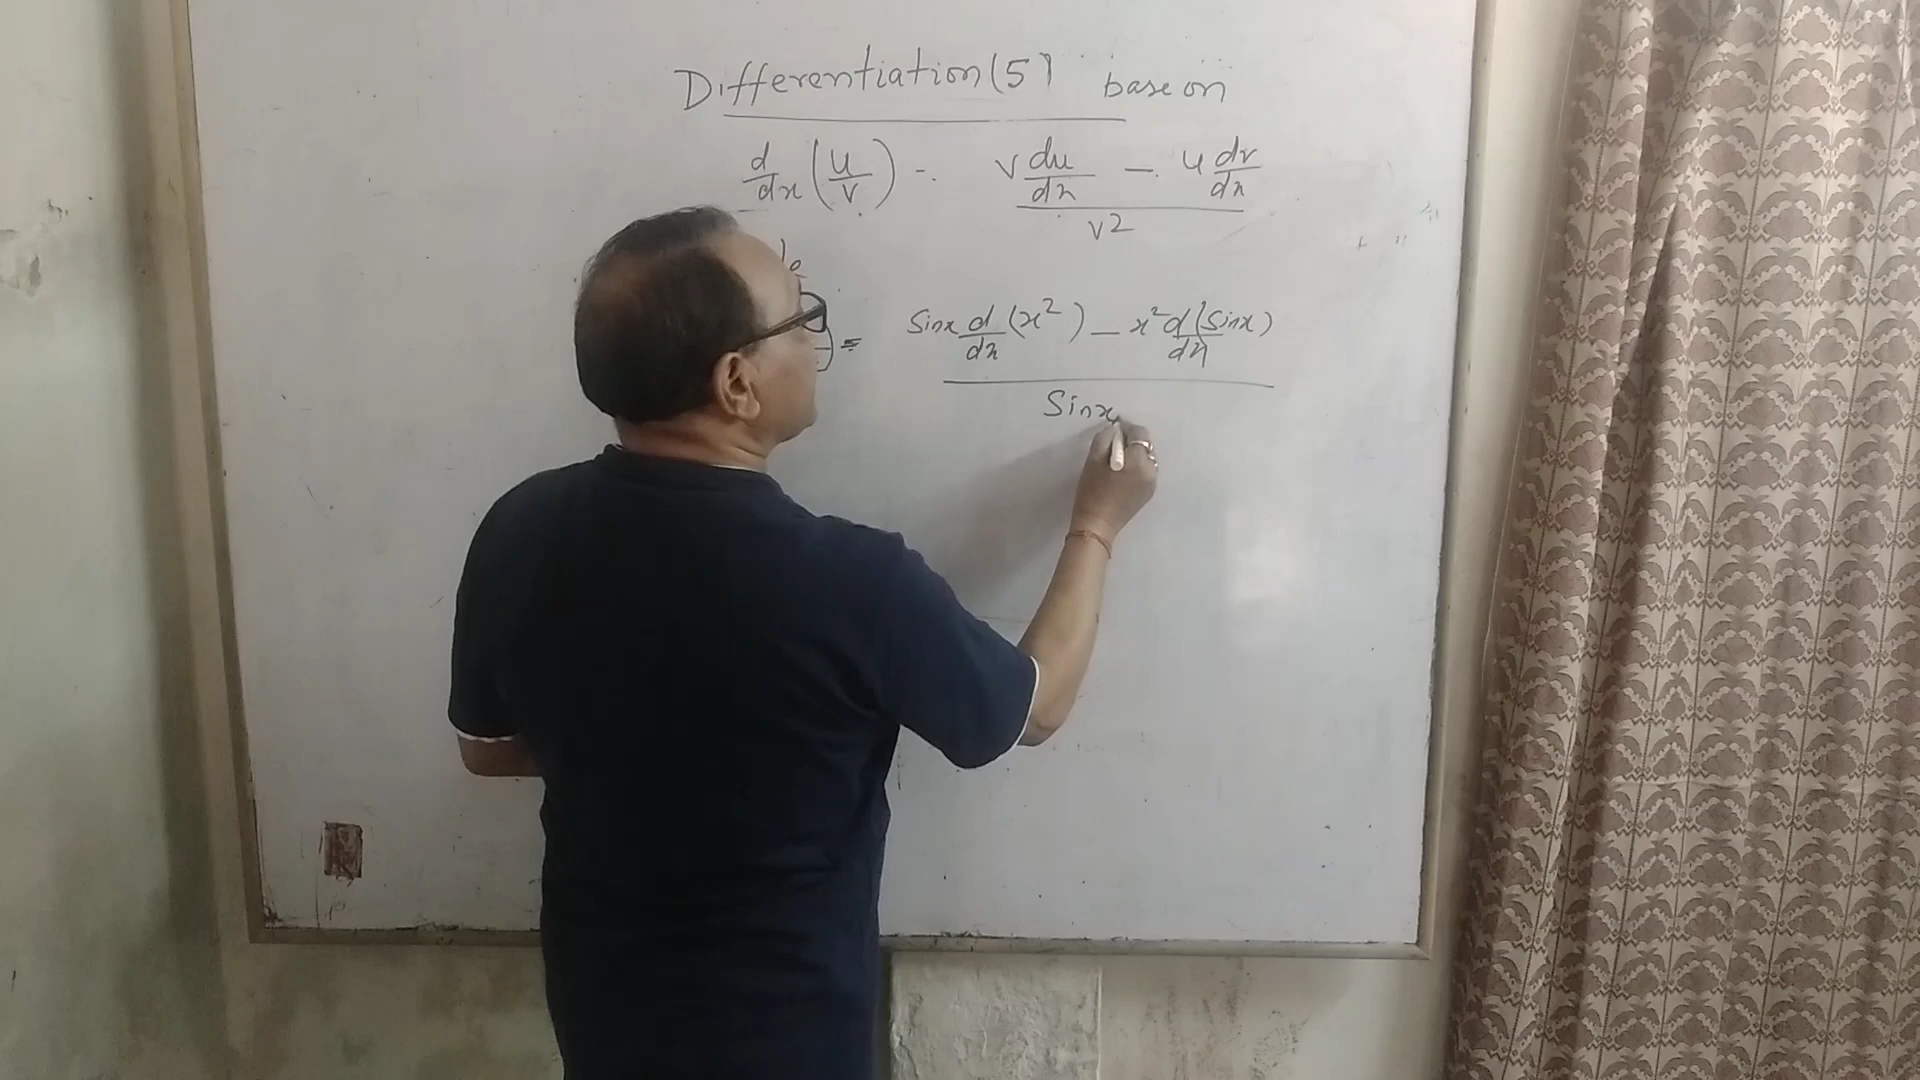 Differentiation (5) base on
d/dx (u/v) = v du/dx - u dv/dx / v2
= Sinx d/dx (x²) - x² d/dx (Sinx) / Sinx